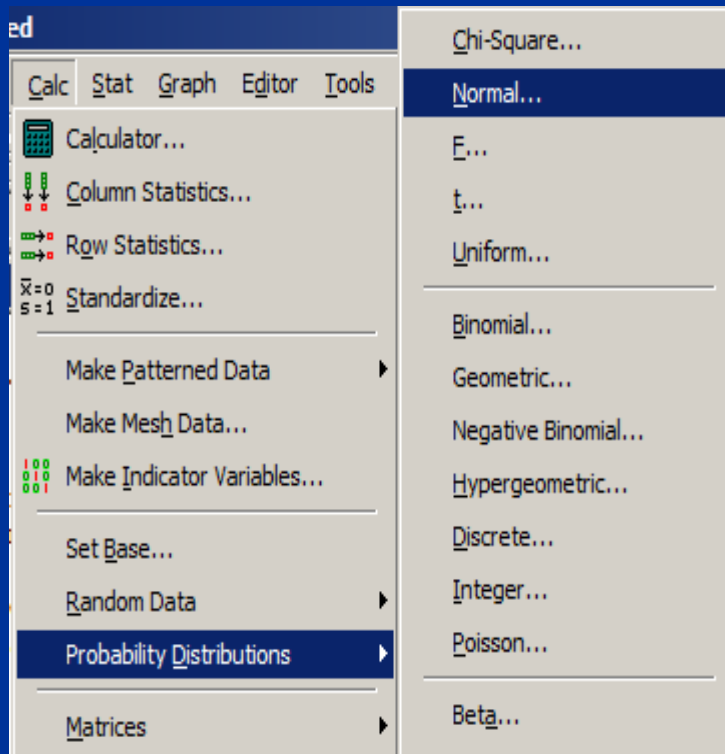 ed
Calc Stat Graph Editor Tools
Calculator...
Column Statistics...
Row Statistics...
x̄=0
s=1 Standardize...
Make Patterned Data
Make Mesh Data...
Make Indicator Variables...
Set Base...
Random Data
Probability Distributions
Matrices
Chi-Square...
Normal...
F...
t...
Uniform...
Binomial...
Geometric...
Negative Binomial...
Hypergeometric...
Discrete...
Integer...
Poisson...
Beta...